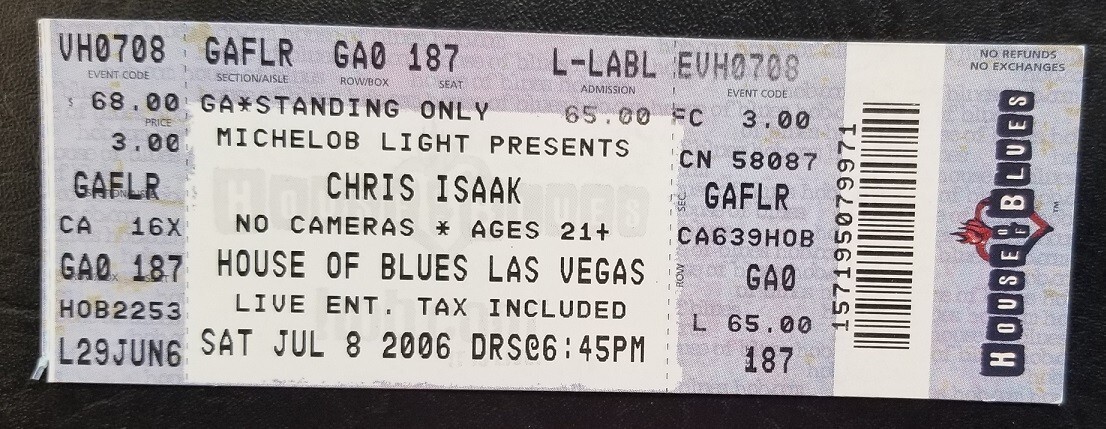 VH0708
EVENT CODE
$ 68.00
PRICE
3.00
GAFLR
CA 16X
GA0 187
HOB2253
L29JUN6
GAFLR GA0 187 L-LABL
SECTION/AISLE ROW/BOX SEAT ADMISSION
GA*STANDING ONLY 65.00
MICHELOB LIGHT PRESENTS
CHRIS ISAAK
NO CAMERAS * AGES 21+
HOUSE OF BLUES LAS VEGAS
LIVE ENT. TAX INCLUDED
SAT JUL 8 2006 DRS@6:45PM
EVH0708
EVENT CODE
FC 3.00
CN 58087
SEC.
GAFLR
CA639HOB
ROW
GA0
L 65.00
187
157195079971
NO REFUNDS
NO EXCHANGES
HOUSE OF BLUES
TM